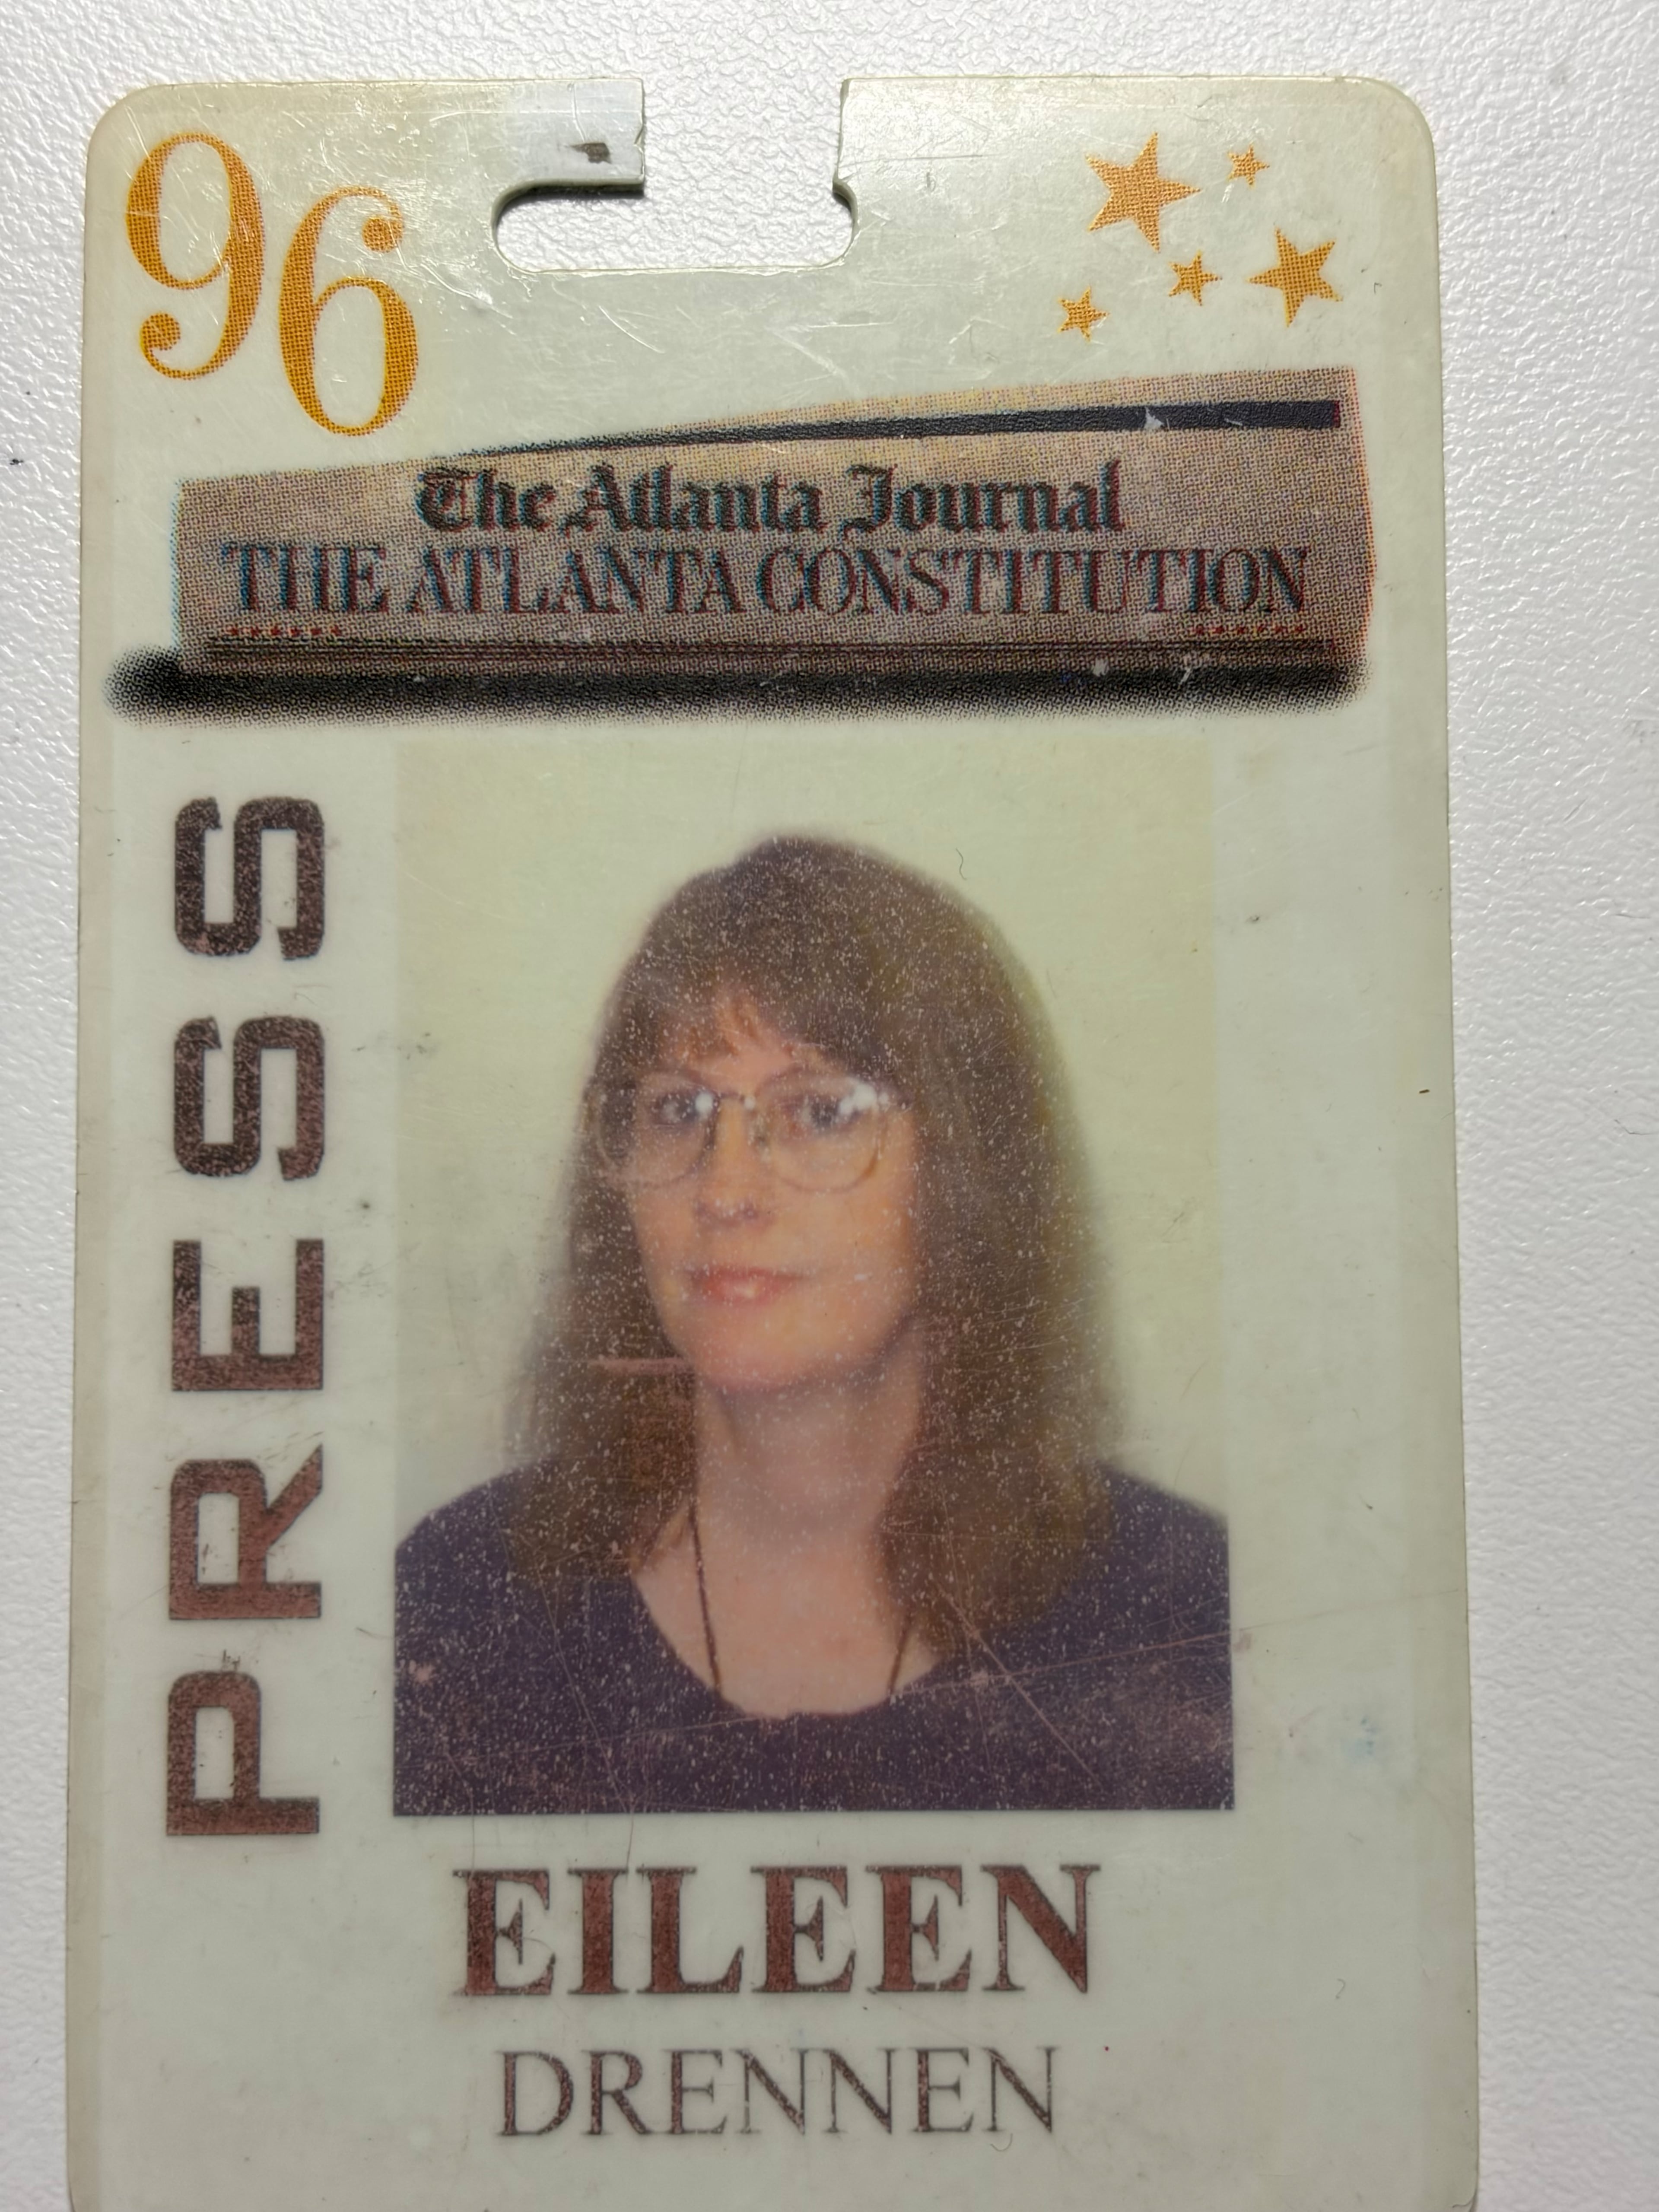 96
The Atlanta Journal
THE ATLANTA CONSTITUTION
PRESS
EILEEN
DRENNEN